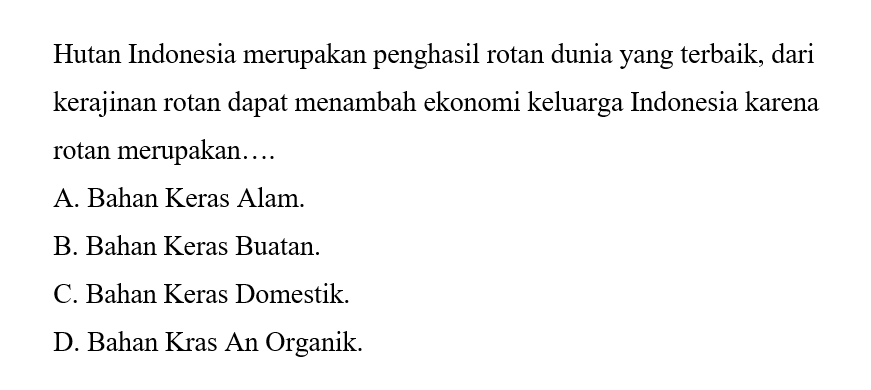 Hutan Indonesia merupakan penghasil rotan dunia yang terbaik, dari
kerajinan rotan dapat menambah ekonomi keluarga Indonesia karena
rotan merupakan….
A. Bahan Keras Alam.
B. Bahan Keras Buatan.
C. Bahan Keras Domestik.
D. Bahan Kras An Organik.